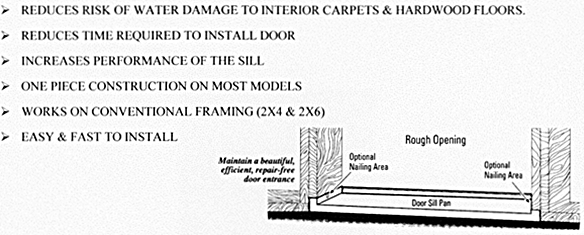 ➢ REDUCES RISK OF WATER DAMAGE TO INTERIOR CARPETS & HARDWOOD FLOORS.
➢ REDUCES TIME REQUIRED TO INSTALL DOOR
➢ INCREASES PERFORMANCE OF THE SILL
➢ ONE PIECE CONSTRUCTION ON MOST MODELS
➢ WORKS ON CONVENTIONAL FRAMING (2X4 & 2X6)
➢ EASY & FAST TO INSTALL
Rough Opening
Maintain a beautiful,
efficient, repair-free
door entrance
Optional
Nailing Area
Optional
Nailing Area
Door Sill Pan